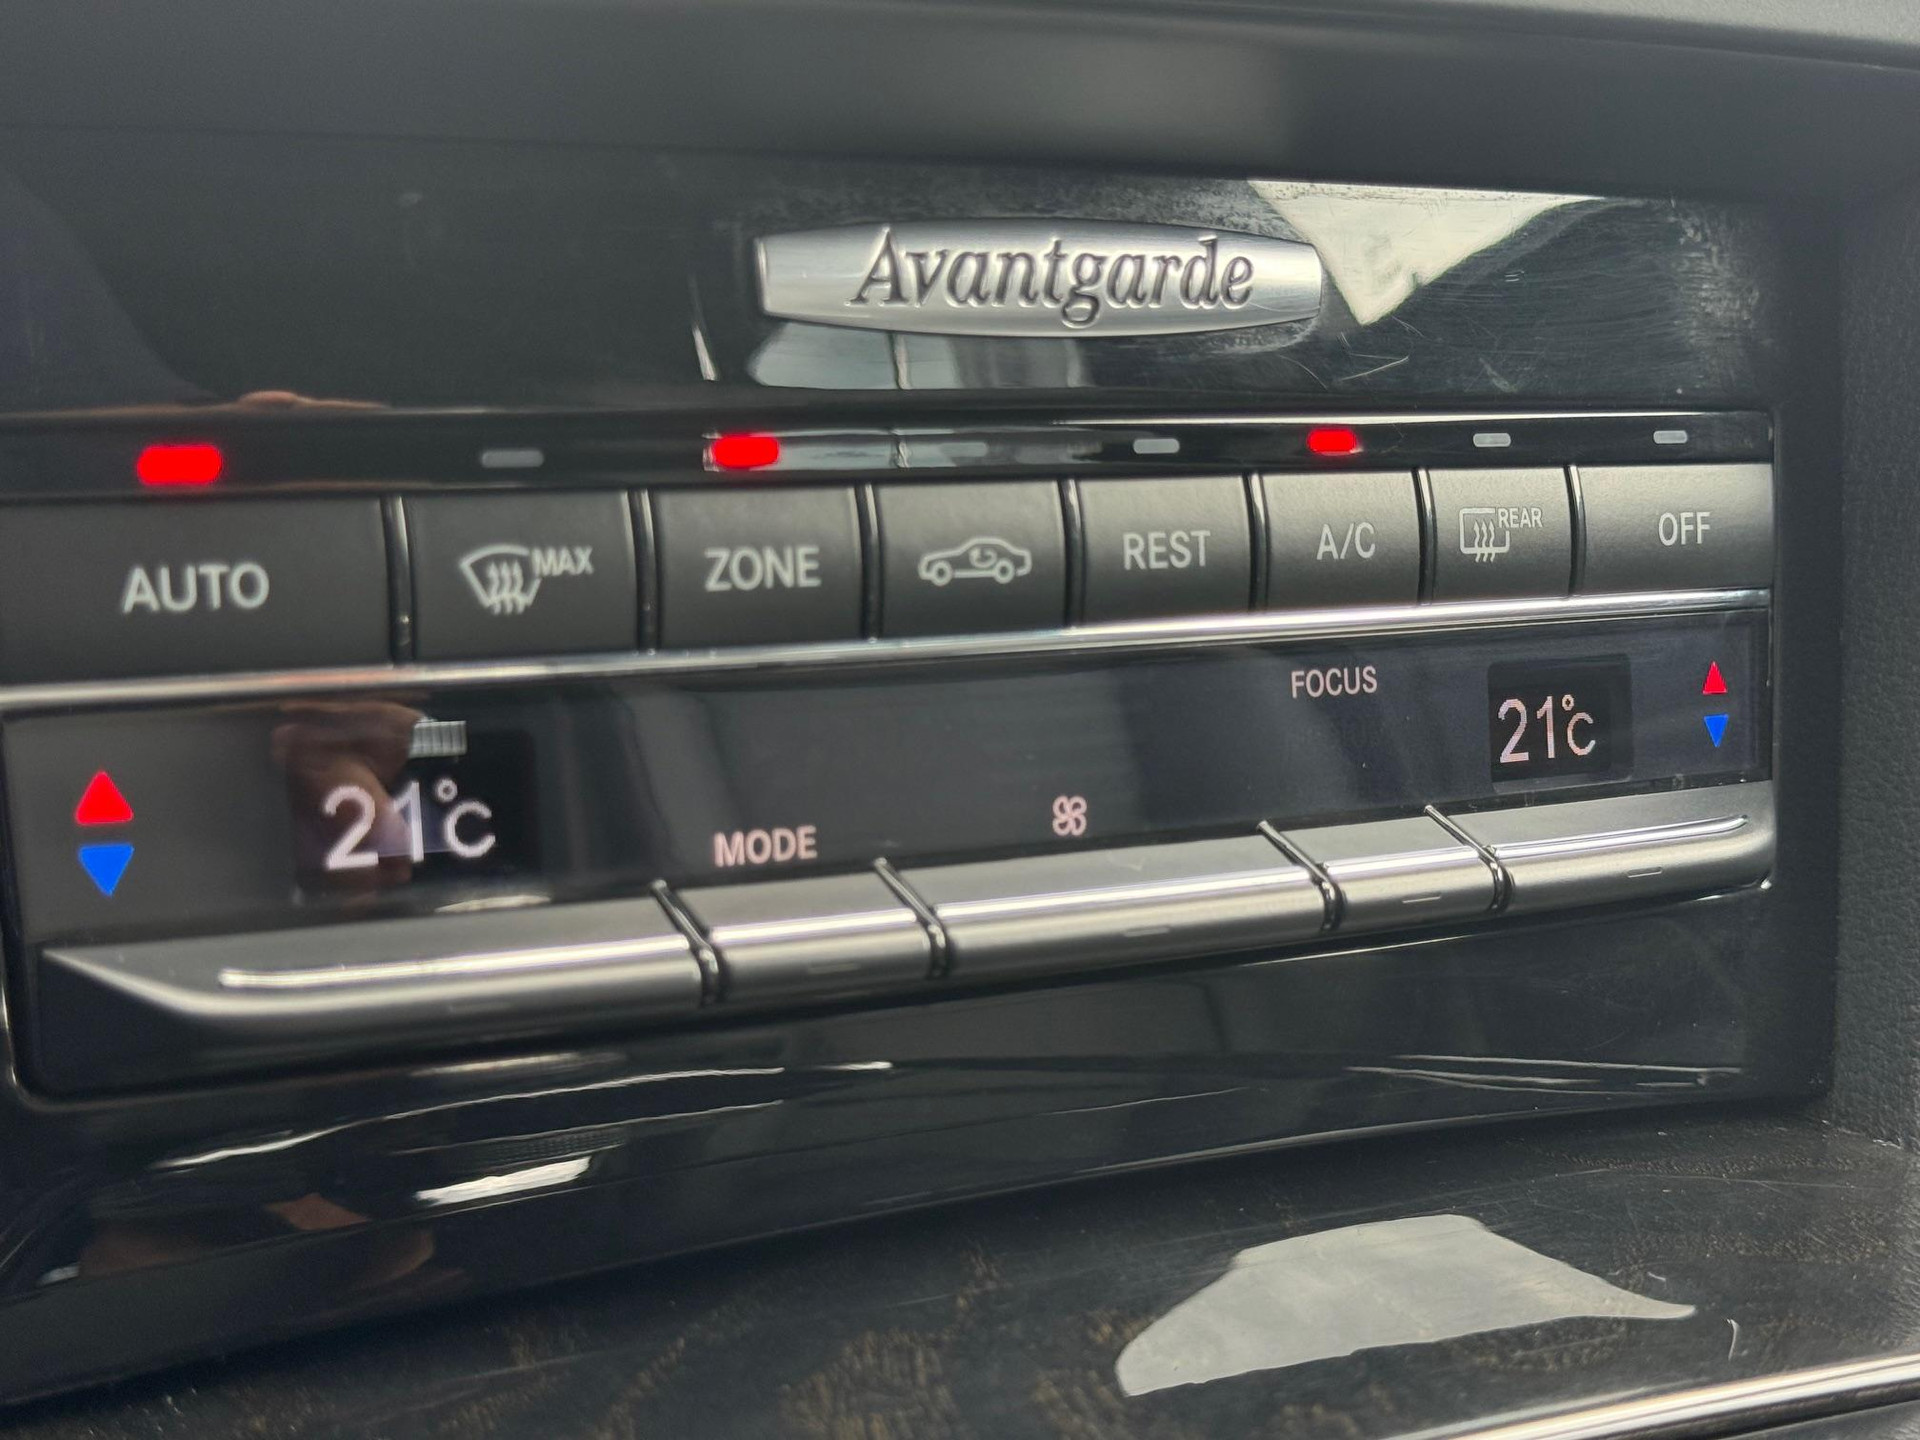 Avantgarde
AUTO
MAX
ZONE
REST
A/C
REAR
OFF
FOCUS
21°C
21°C
MODE